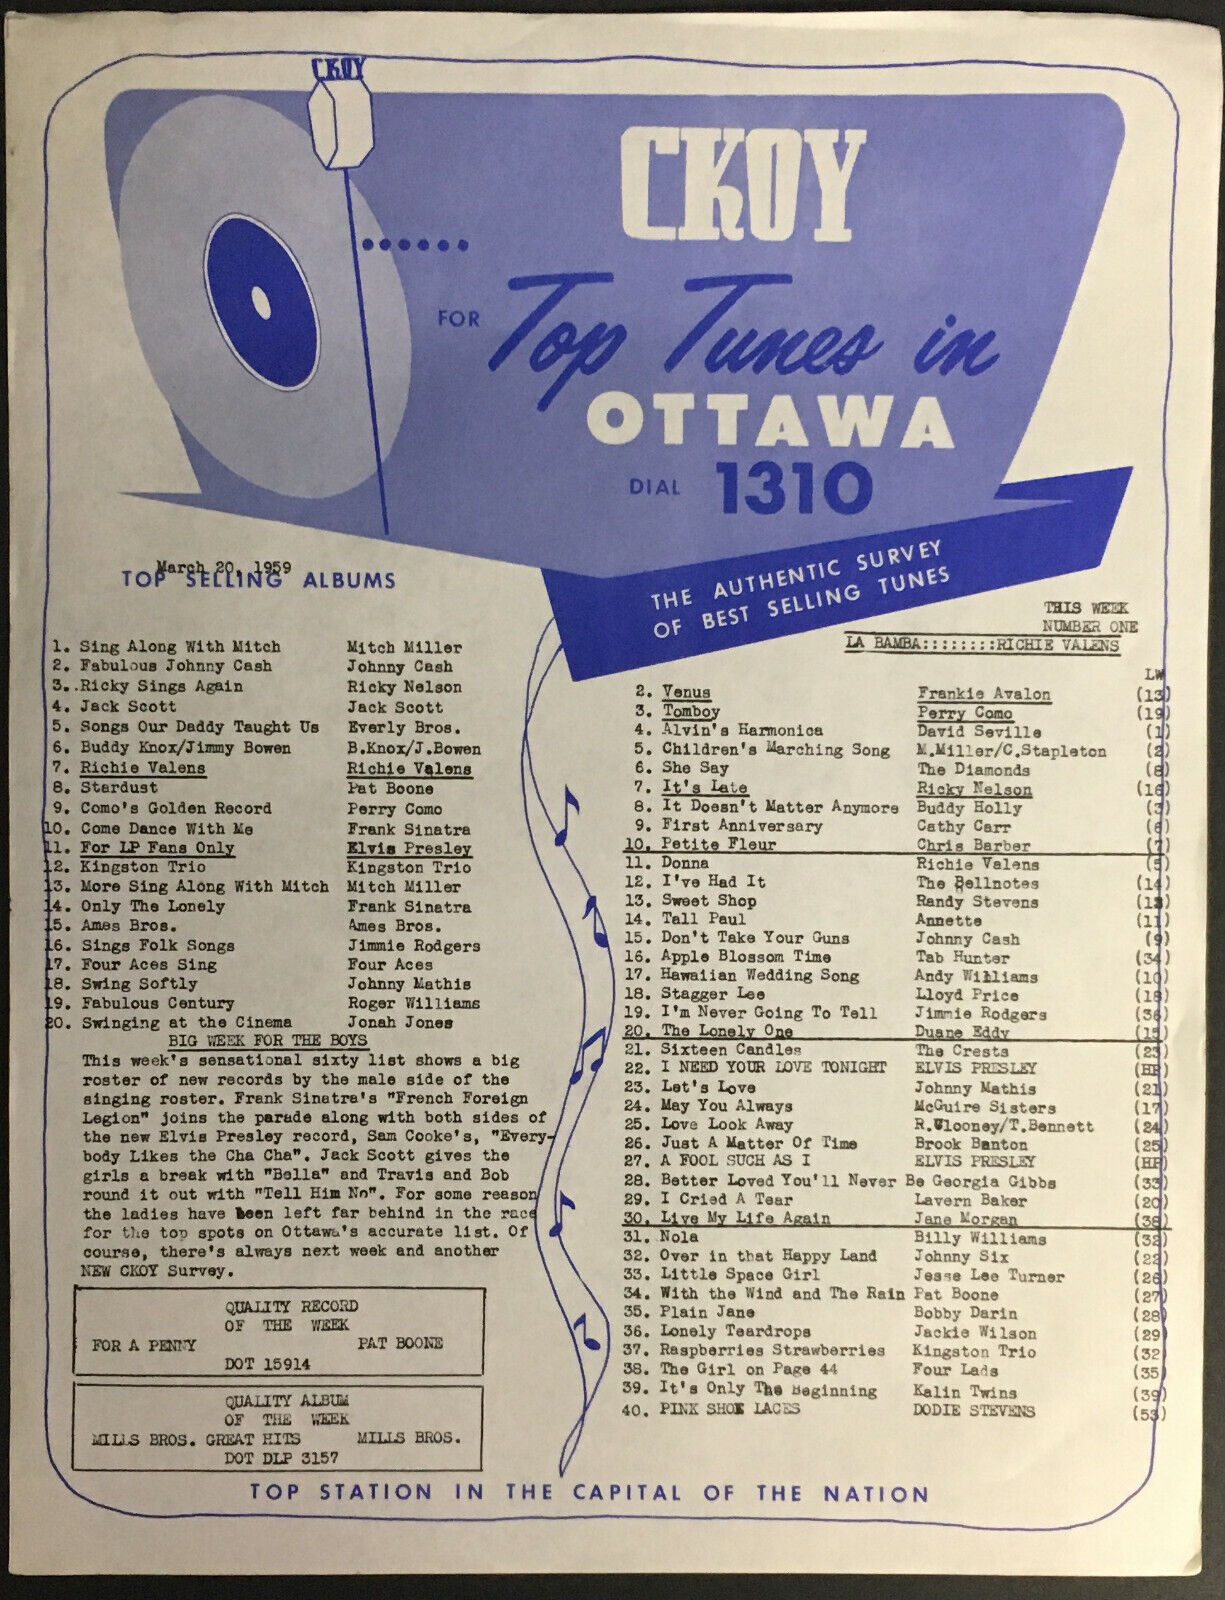 CKOY
CKOY
FOR Top Tunes in
OTTAWA
DIAL 1310
THE AUTHENTIC SURVEY
OF BEST SELLING TUNES
March 20, 1959
TOP SELLING ALBUMS
1. Sing Along With Mitch Mitch Miller
2. Fabulous Johnny Cash Johnny Cash
3..Ricky Sings Again Ricky Nelson
4. Jack Scott Jack Scott
5. Songs Our Daddy Taught Us Everly Bros.
6. Buddy Knox/Jimmy Bowen B.Knox/J.Bowen
7. Richie Valens Richie Valens
8. Stardust Pat Boone
9. Como's Golden Record Perry Como
10. Come Dance With Me Frank Sinatra
11. For LP Fans Only Elvis Presley
12. Kingston Trio Kingston Trio
13. More Sing Along With Mitch Mitch Miller
14. Only The Lonely Frank Sinatra
15. Ames Bros. Ames Bros.
16. Sings Folk Songs Jimmie Rodgers
17. Four Aces Sing Four Aces
18. Swing Softly Johnny Mathis
19. Fabulous Century Roger Williams
20. Swinging at the Cinema Jonah Jones
BIG WEEK FOR THE BOYS
This week's sensational sixty list shows a big
roster of new records by the male side of the
singing roster. Frank Sinatra's "French Foreign
Legion" joins the parade along with both sides of
the new Elvis Presley record, Sam Cooke's, "Every-
body Likes the Cha Cha". Jack Scott gives the
girls a break with "Bella" and Travis and Bob
round it out with "Tell Him No". For some reason
the ladies have been left far behind in the race
for the top spots on Ottawa's accurate list. Of
course, there's always next week and another
NEW CKOY Survey.
QUALITY RECORD
OF THE WEEK
FOR A PENNY PAT BOONE
DOT 15914
QUALITY ALBUM
OF THE WEEK
MILLS BROS. GREAT HITS MILLS BROS.
DOT DLP 3157
THIS WEEK
NUMBER ONE
LA BAMBA::::::::RICHIE VALENS
LW
2. Venus Frankie Avalon (13)
3. Tomboy Perry Como (19)
4. Alvin's Harmonica David Seville (1)
5. Children's Marching Song M.Miller/C.Stapleton (2)
6. She Say The Diamonds (8)
7. It's Late Ricky Nelson (16)
8. It Doesn't Matter Anymore Buddy Holly (3)
9. First Anniversary Cathy Carr (6)
10. Petite Fleur Chris Barber (7)
11. Donna Richie Valens (5)
12. I've Had It The Bellnotes (14)
13. Sweet Shop Randy Stevens
14. Tall Paul Annette (11)
15. Don't Take Your Guns Johnny Cash (9)
16. Apple Blossom Time Tab Hunter (34)
17. Hawaiian Wedding Song Andy Williams (10)
18. Stagger Lee Lloyd Price (18)
19. I'm Never Going To Tell Jimmie Rodgers (36)
20. The Lonely One Duane Eddy (15)
21. Sixteen Candles The Crests (23)
22. I NEED YOUR LOVE TONIGHT ELVIS PRESLEY (HP)
23. Let's Love Johnny Mathis (21)
24. May You Always McGuire Sisters (17)
25. Love Look Away R.Clooney/T.Bennett (24)
26. Just A Matter Of Time Brook Banton (25)
27. A FOOL SUCH AS I ELVIS PRESLEY (HP)
28. Better Loved You'll Never Be Georgia Gibbs (33)
29. I Cried A Tear Lavern Baker (20)
30. Live My Life Again Jane Morgan (38)
31. Nola Billy Williams (32)
32. Over in that Happy Land Johnny Six (22)
33. Little Space Girl Jesse Lee Turner (26)
34. With the Wind and The Rain Pat Boone (27)
35. Plain Jane Bobby Darin (28)
36. Lonely Teardrops Jackie Wilson (29)
37. Raspberries Strawberries Kingston Trio (32
38. The Girl on Page 44 Four Lads (35)
39. It's Only The Beginning Kalin Twins (39)
40. PINK SHOE LACES DODIE STEVENS (53)
TOP STATION IN THE CAPITAL OF THE NATION